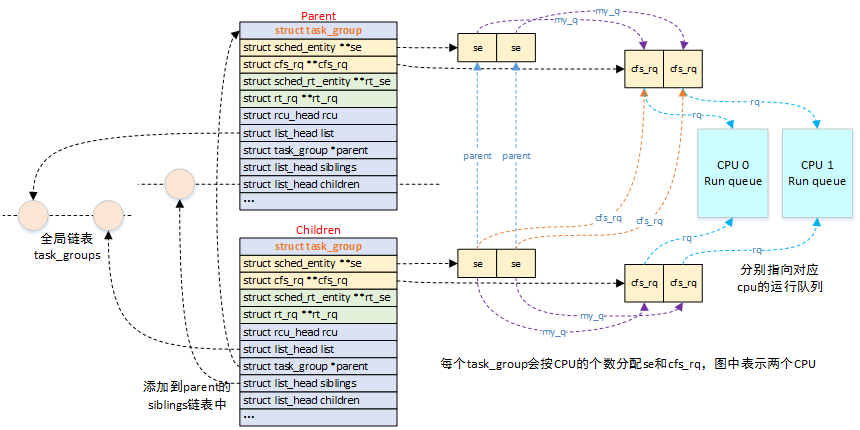 Parent
struct task_group
struct sched_entity **se
struct cfs_rq **cfs_rq
struct sched_rt_entity **rt_se
struct rt_rq **rt_rq
struct rcu_head rcu
struct list_head list
struct task_group *parent
struct list_head siblings
struct list_head children
...
se
se
my_q
my_q
cfs_rq
cfs_rq
rq
rq
parent
parent
CPU 0
Run queue
CPU 1
Run queue
cfs_rq
cfs_rq
全局链表
task_groups
Children
struct task_group
struct sched_entity **se
struct cfs_rq **cfs_rq
struct sched_rt_entity **rt_se
struct rt_rq **rt_rq
struct rcu_head rcu
struct list_head list
struct task_group *parent
struct list_head siblings
struct list_head children
...
se
se
cfs_rq
cfs_rq
rq
rq
my_q
my_q
分别指向对应
cpu的运行队列
添加到parent的
siblings链表中
每个task_group会按CPU的个数分配se和cfs_rq，图中表示两个CPU